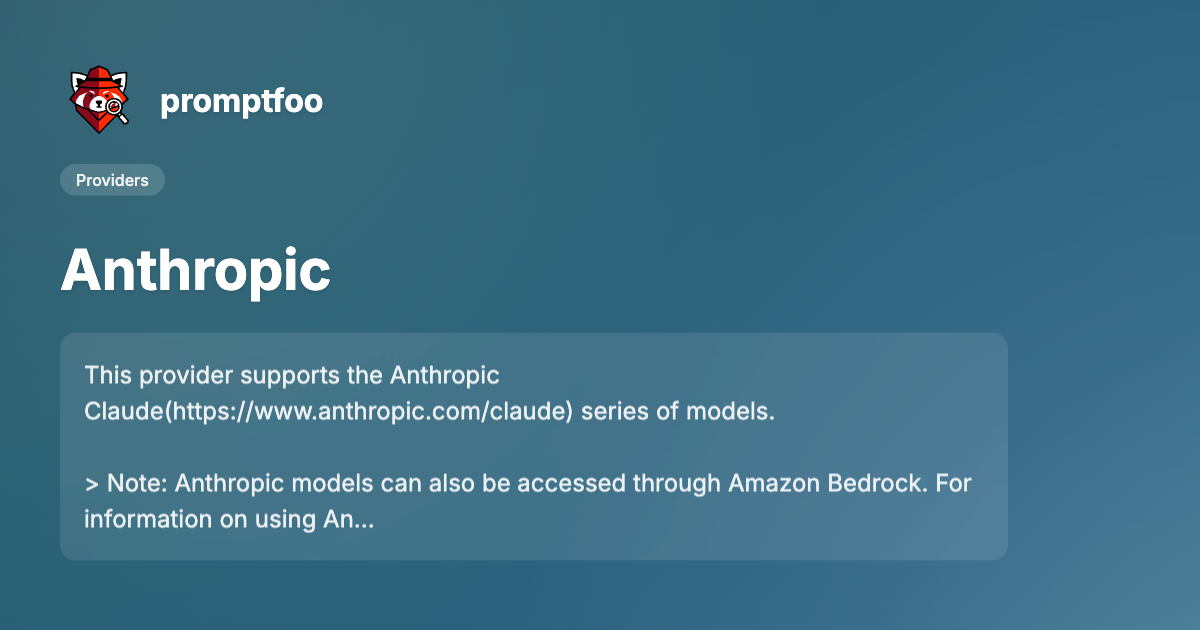 promptfoo
Providers
Anthropic
This provider supports the Anthropic
Claude(https://www.anthropic.com/claude) series of models.
> Note: Anthropic models can also be accessed through Amazon Bedrock. For
information on using An...